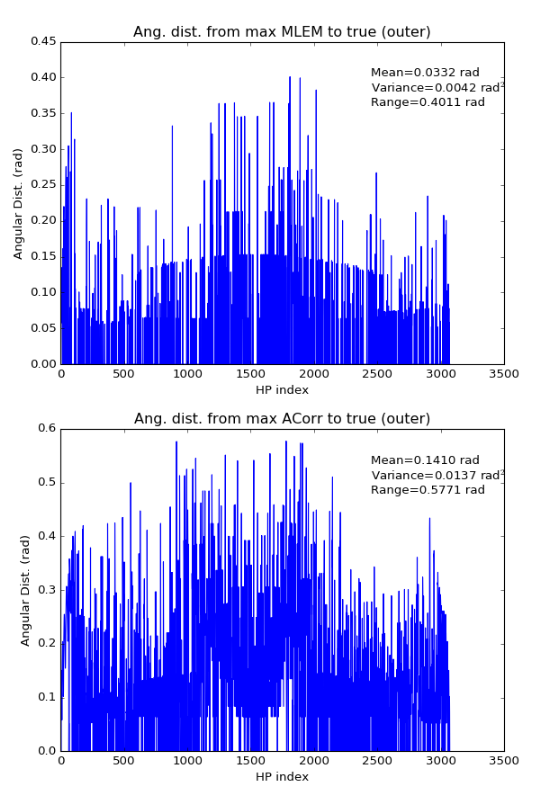 Ang. dist. from max MLEM to true (outer)
0.45
0.40
0.35
0.30
0.25
0.20
0.15
0.10
0.05
0.00
Angular Dist. (rad)
Mean=0.0332 rad
Variance=0.0042 rad²
Range=0.4011 rad
0 500 1000 1500 2000 2500 3000 3500
HP index
Ang. dist. from max ACorr to true (outer)
0.6
0.5
0.4
0.3
0.2
0.1
0.0
Angular Dist. (rad)
Mean=0.1410 rad
Variance=0.0137 rad²
Range=0.5771 rad
0 500 1000 1500 2000 2500 3000 3500
HP index